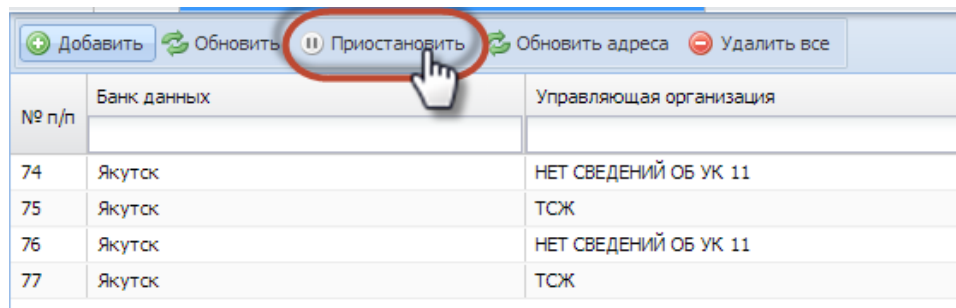 Добавить Обновить Приостановить Обновить адреса Удалить все
№ п/п Банк данных Управляющая организация
74 Якутск НЕТ СВЕДЕНИЙ ОБ УК 11
75 Якутск ТСЖ
76 Якутск НЕТ СВЕДЕНИЙ ОБ УК 11
77 Якутск ТСЖ